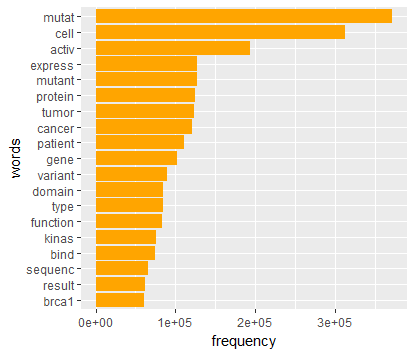 words
mutat
cell
activ
express
mutant
protein
tumor
cancer
patient
gene
variant
domain
type
function
kinas
bind
sequenc
result
brca1
0e+00 1e+05 2e+05 3e+05
frequency